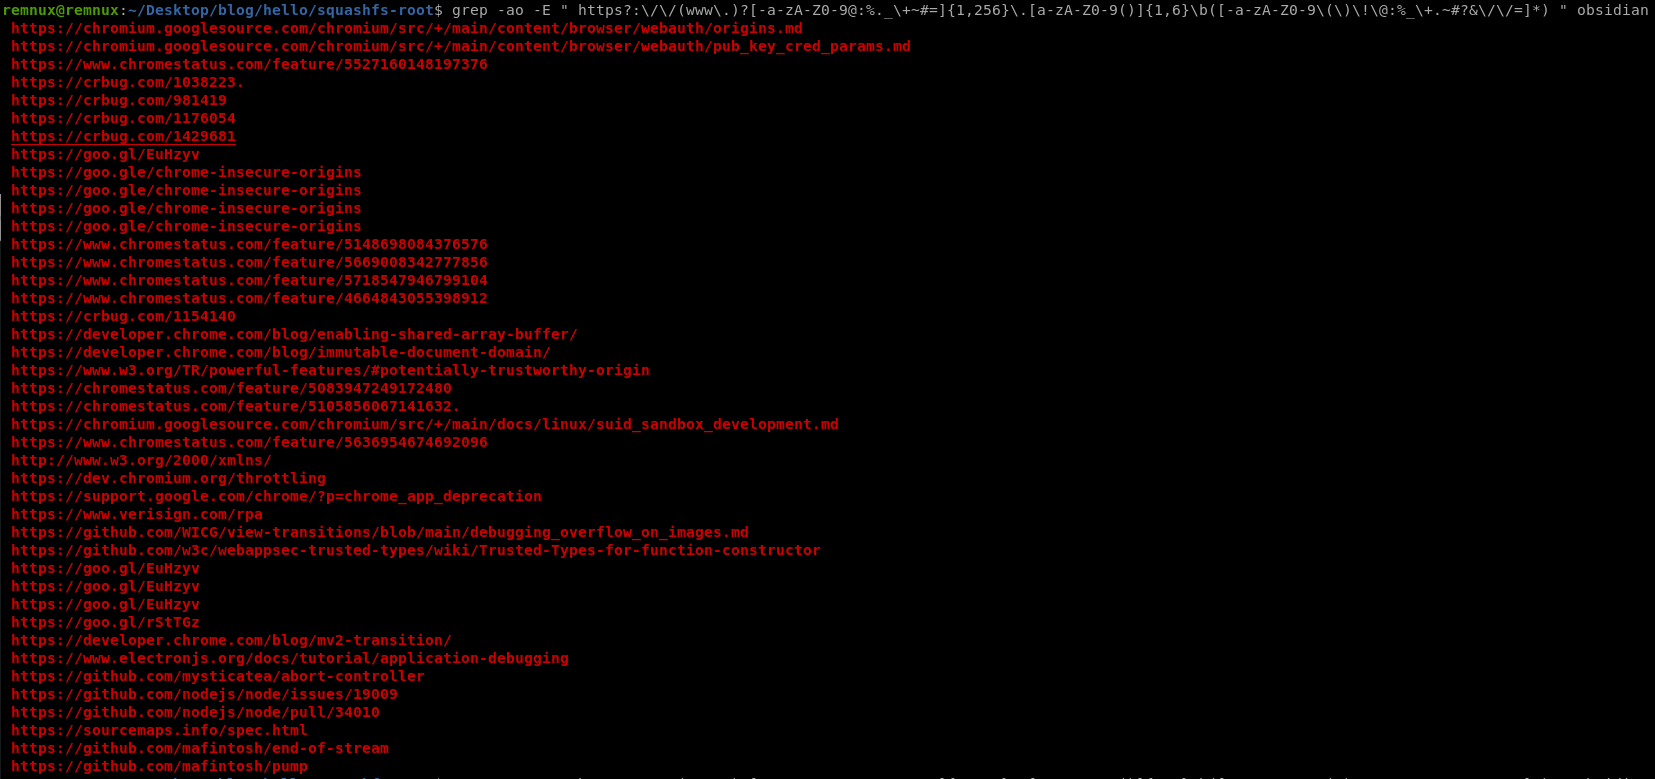 remnux@remnux:~/Desktop/blog/hello/squashfs-root$ grep -ao -E " https?:\/\/(www\.)?[-a-zA-Z0-9@:%._\+~#=]{1,256}\.[a-zA-Z0-9()]{1,6}\b([-a-zA-Z0-9\(\)\!\@:%_\+.~#?&\/\/=]*) " obsidian
https://chromium.googlesource.com/chromium/src/+/main/content/browser/webauth/origins.md
https://chromium.googlesource.com/chromium/src/+/main/content/browser/webauth/pub_key_cred_params.md
https://www.chromestatus.com/feature/5527160148197376
https://crbug.com/1038223.
https://crbug.com/981419
https://crbug.com/1176054
https://crbug.com/1429681
https://goo.gl/EuHzyv
https://goo.gle/chrome-insecure-origins
https://goo.gle/chrome-insecure-origins
https://goo.gle/chrome-insecure-origins
https://goo.gle/chrome-insecure-origins
https://www.chromestatus.com/feature/5148698084376576
https://www.chromestatus.com/feature/5669008342777856
https://www.chromestatus.com/feature/5718547946799104
https://www.chromestatus.com/feature/4664843055398912
https://crbug.com/1154140
https://developer.chrome.com/blog/enabling-shared-array-buffer/
https://developer.chrome.com/blog/immutable-document-domain/
https://www.w3.org/TR/powerful-features/#potentially-trustworthy-origin
https://chromestatus.com/feature/5083947249172480
https://chromestatus.com/feature/5105856067141632.
https://chromium.googlesource.com/chromium/src/+/main/docs/linux/suid_sandbox_development.md
https://www.chromestatus.com/feature/5636954674692096
http://www.w3.org/2000/xmlns/
https://dev.chromium.org/throttling
https://support.google.com/chrome/?p=chrome_app_deprecation
https://www.verisign.com/rpa
https://github.com/WICG/view-transitions/blob/main/debugging_overflow_on_images.md
https://github.com/w3c/webappsec-trusted-types/wiki/Trusted-Types-for-function-constructor
https://goo.gl/EuHzyv
https://goo.gl/EuHzyv
https://goo.gl/EuHzyv
https://goo.gl/rStTGz
https://developer.chrome.com/blog/mv2-transition/
https://www.electronjs.org/docs/tutorial/application-debugging
https://github.com/mysticatea/abort-controller
https://github.com/nodejs/node/issues/19009
https://github.com/nodejs/node/pull/34010
https://sourcemaps.info/spec.html
https://github.com/mafintosh/end-of-stream
https://github.com/mafintosh/pump